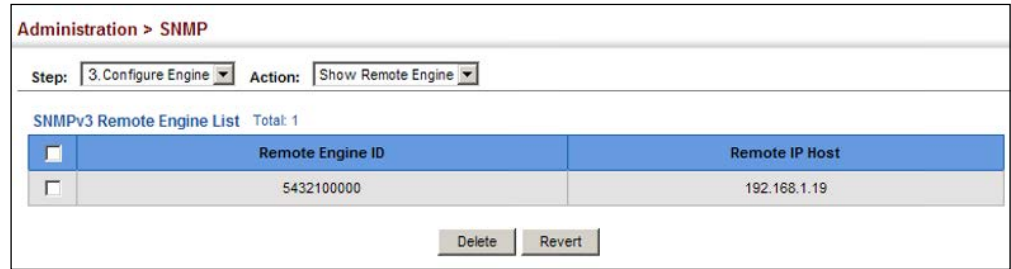 Administration > SNMP
Step: 3. Configure Engine Action: Show Remote Engine
SNMPv3 Remote Engine List Total: 1
Remote Engine ID Remote IP Host
5432100000 192.168.1.19
Delete Revert